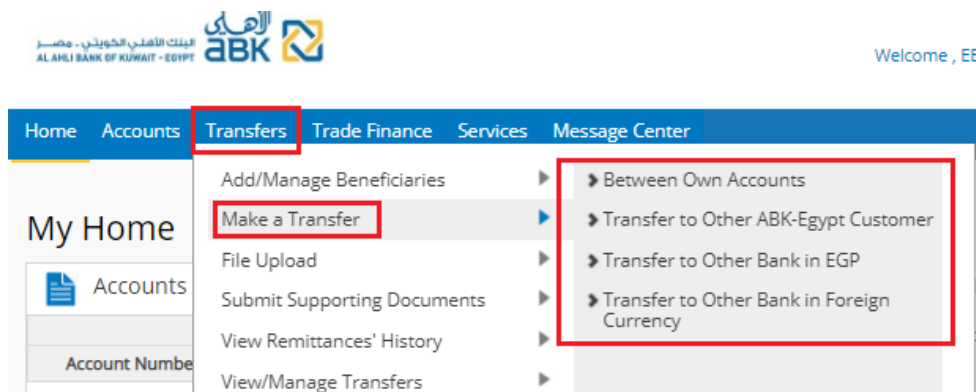 البنك الأهلي الكويتي - مصر
AL AHLI BANK OF KUWAIT - EGYPT
الأهلي
aBK
Welcome , EB
Home Accounts Transfers Trade Finance Services Message Center
Add/Manage Beneficiaries
Between Own Accounts
Make a Transfer
Transfer to Other ABK-Egypt Customer
My Home
File Upload
Transfer to Other Bank in EGP
Accounts
Submit Supporting Documents
Transfer to Other Bank in Foreign
Currency
View Remittances' History
Account Numbe
View/Manage Transfers